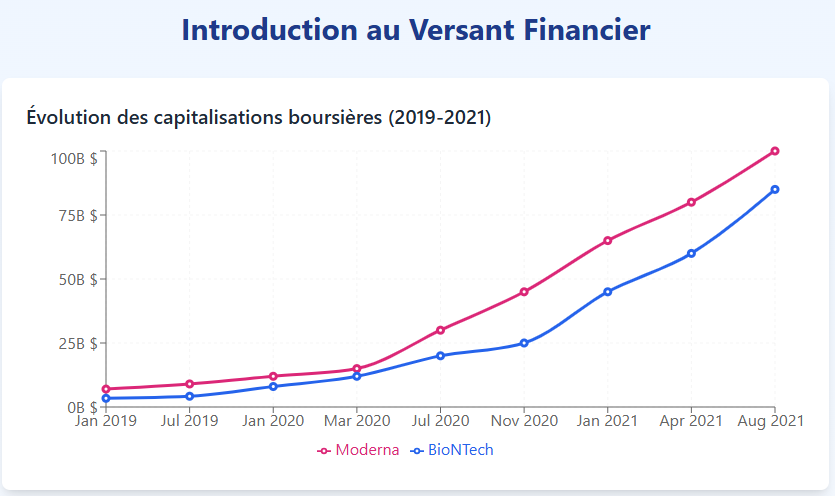 Introduction au Versant Financier
Évolution des capitalisations boursières (2019-2021)
100B $
75B $
50B $
25B $
0B $
Jan 2019 Jul 2019 Jan 2020 Mar 2020 Jul 2020 Nov 2020 Jan 2021 Apr 2021 Aug 2021
Moderna BioNTech